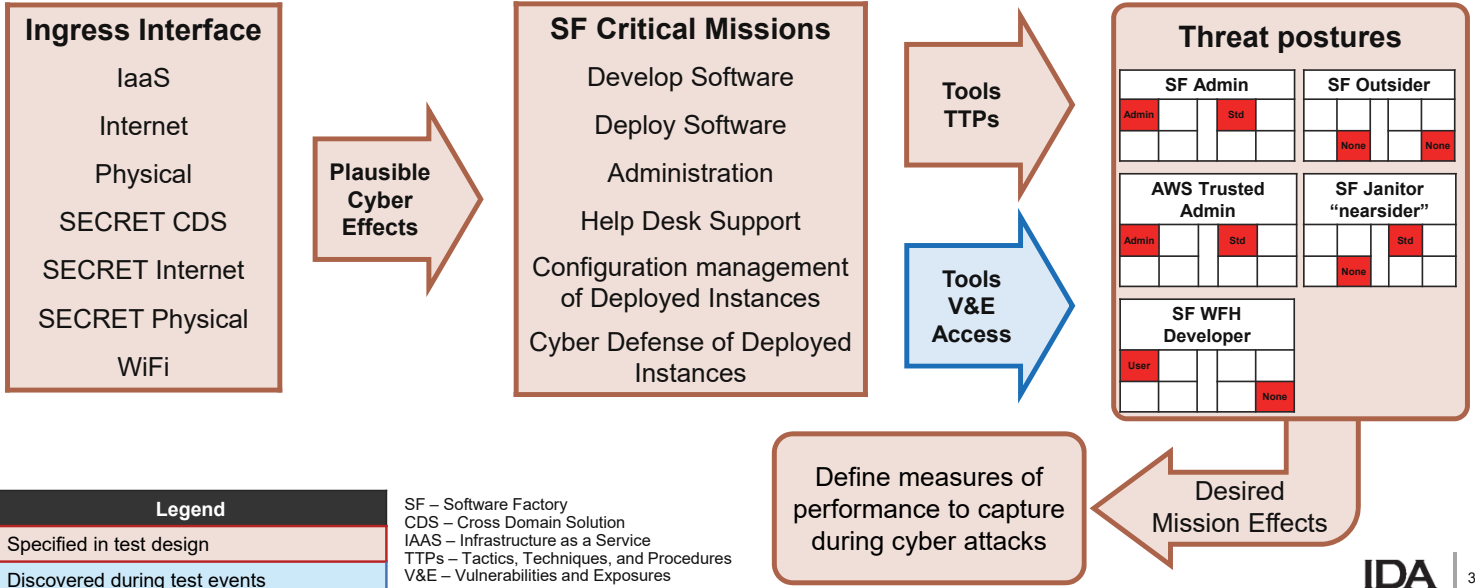 Ingress Interface
IaaS
Internet
Physical
SECRET CDS
SECRET Internet
SECRET Physical
WiFi
Plausible
Cyber
Effects
SF Critical Missions
Develop Software
Deploy Software
Administration
Help Desk Support
Configuration management
of Deployed Instances
Cyber Defense of Deployed
Instances
Tools
TTPs
Tools
V&E
Access
Threat postures
SF Admin
Admin
Std
SF Outsider
None
None
AWS Trusted
Admin
Admin
Std
SF Janitor
“nearsider”
Std
None
SF WFH
Developer
User
None
Desired
Mission Effects
Define measures of
performance to capture
during cyber attacks
Legend
Specified in test design
Discovered during test events
SF – Software Factory
CDS – Cross Domain Solution
IAAS – Infrastructure as a Service
TTPs – Tactics, Techniques, and Procedures
V&E – Vulnerabilities and Exposures
IDA
3